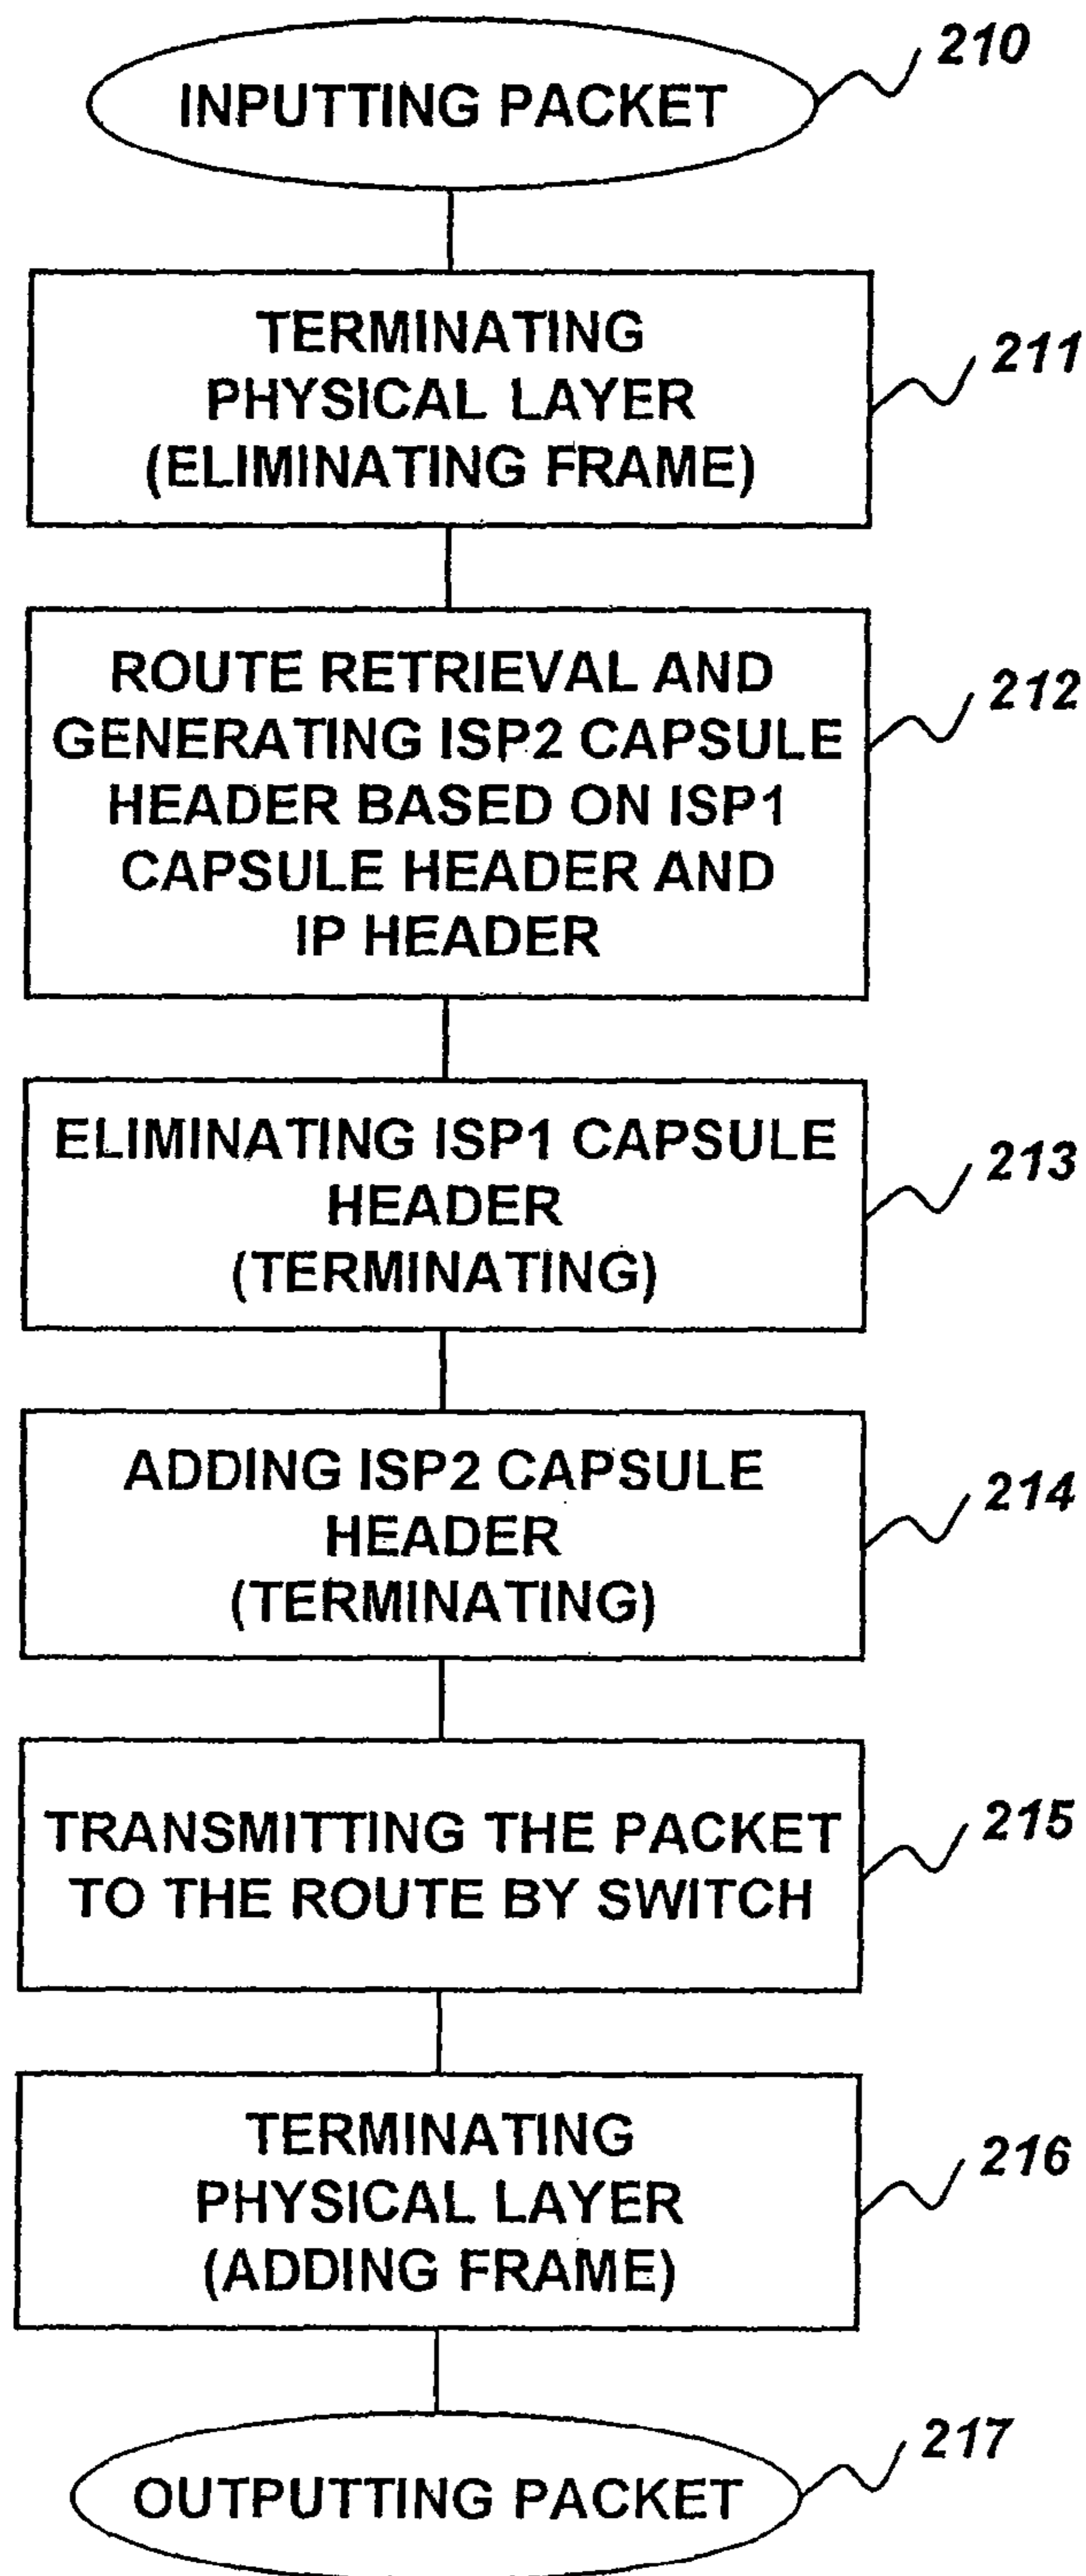 INPUTTING PACKET
210
TERMINATING
PHYSICAL LAYER
(ELIMINATING FRAME)
211
ROUTE RETRIEVAL AND
GENERATING ISP2 CAPSULE
HEADER BASED ON ISP1
CAPSULE HEADER AND
IP HEADER
212
ELIMINATING ISP1 CAPSULE
HEADER
(TERMINATING)
213
ADDING ISP2 CAPSULE
HEADER
(TERMINATING)
214
TRANSMITTING THE PACKET
TO THE ROUTE BY SWITCH
215
TERMINATING
PHYSICAL LAYER
(ADDING FRAME)
216
OUTPUTTING PACKET
217